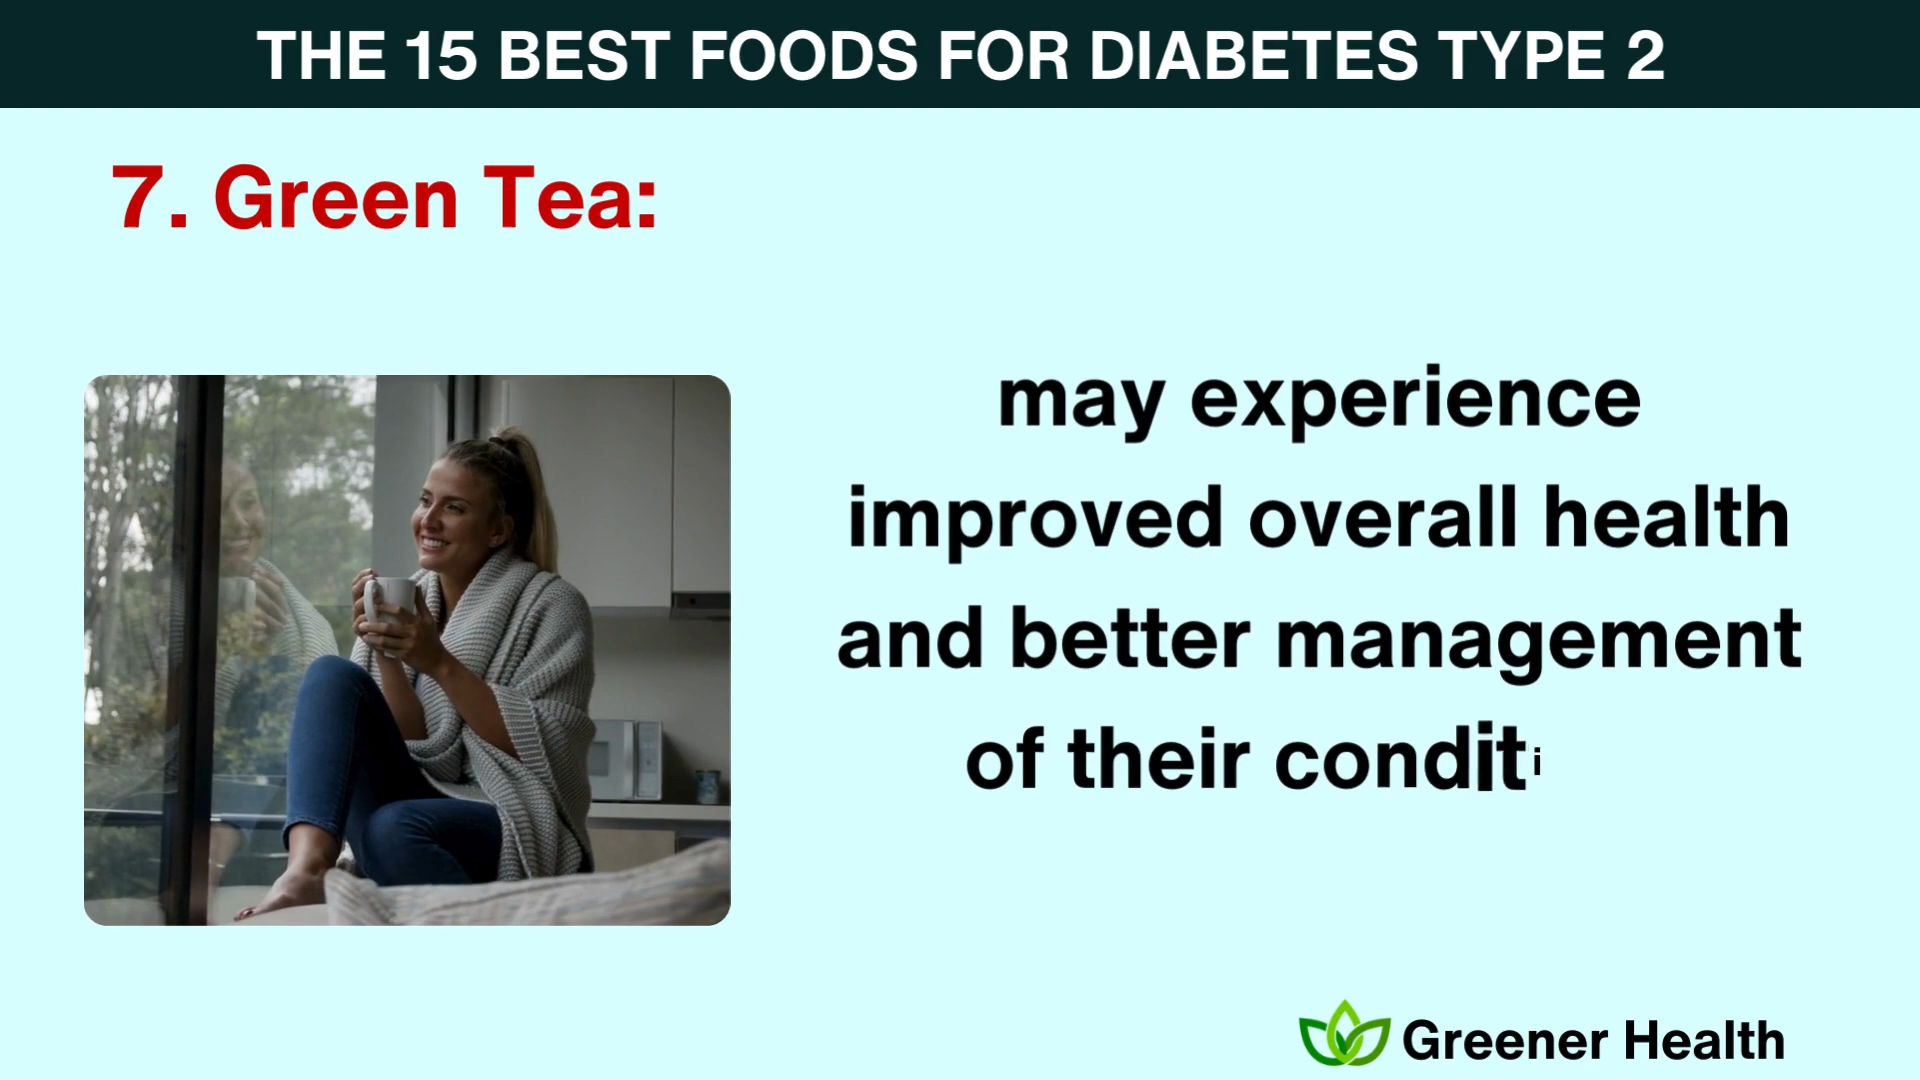 THE 15 BEST FOODS FOR DIABETES TYPE 2
7. Green Tea:
may experience
improved overall health
and better management
of their conditi
Greener Health